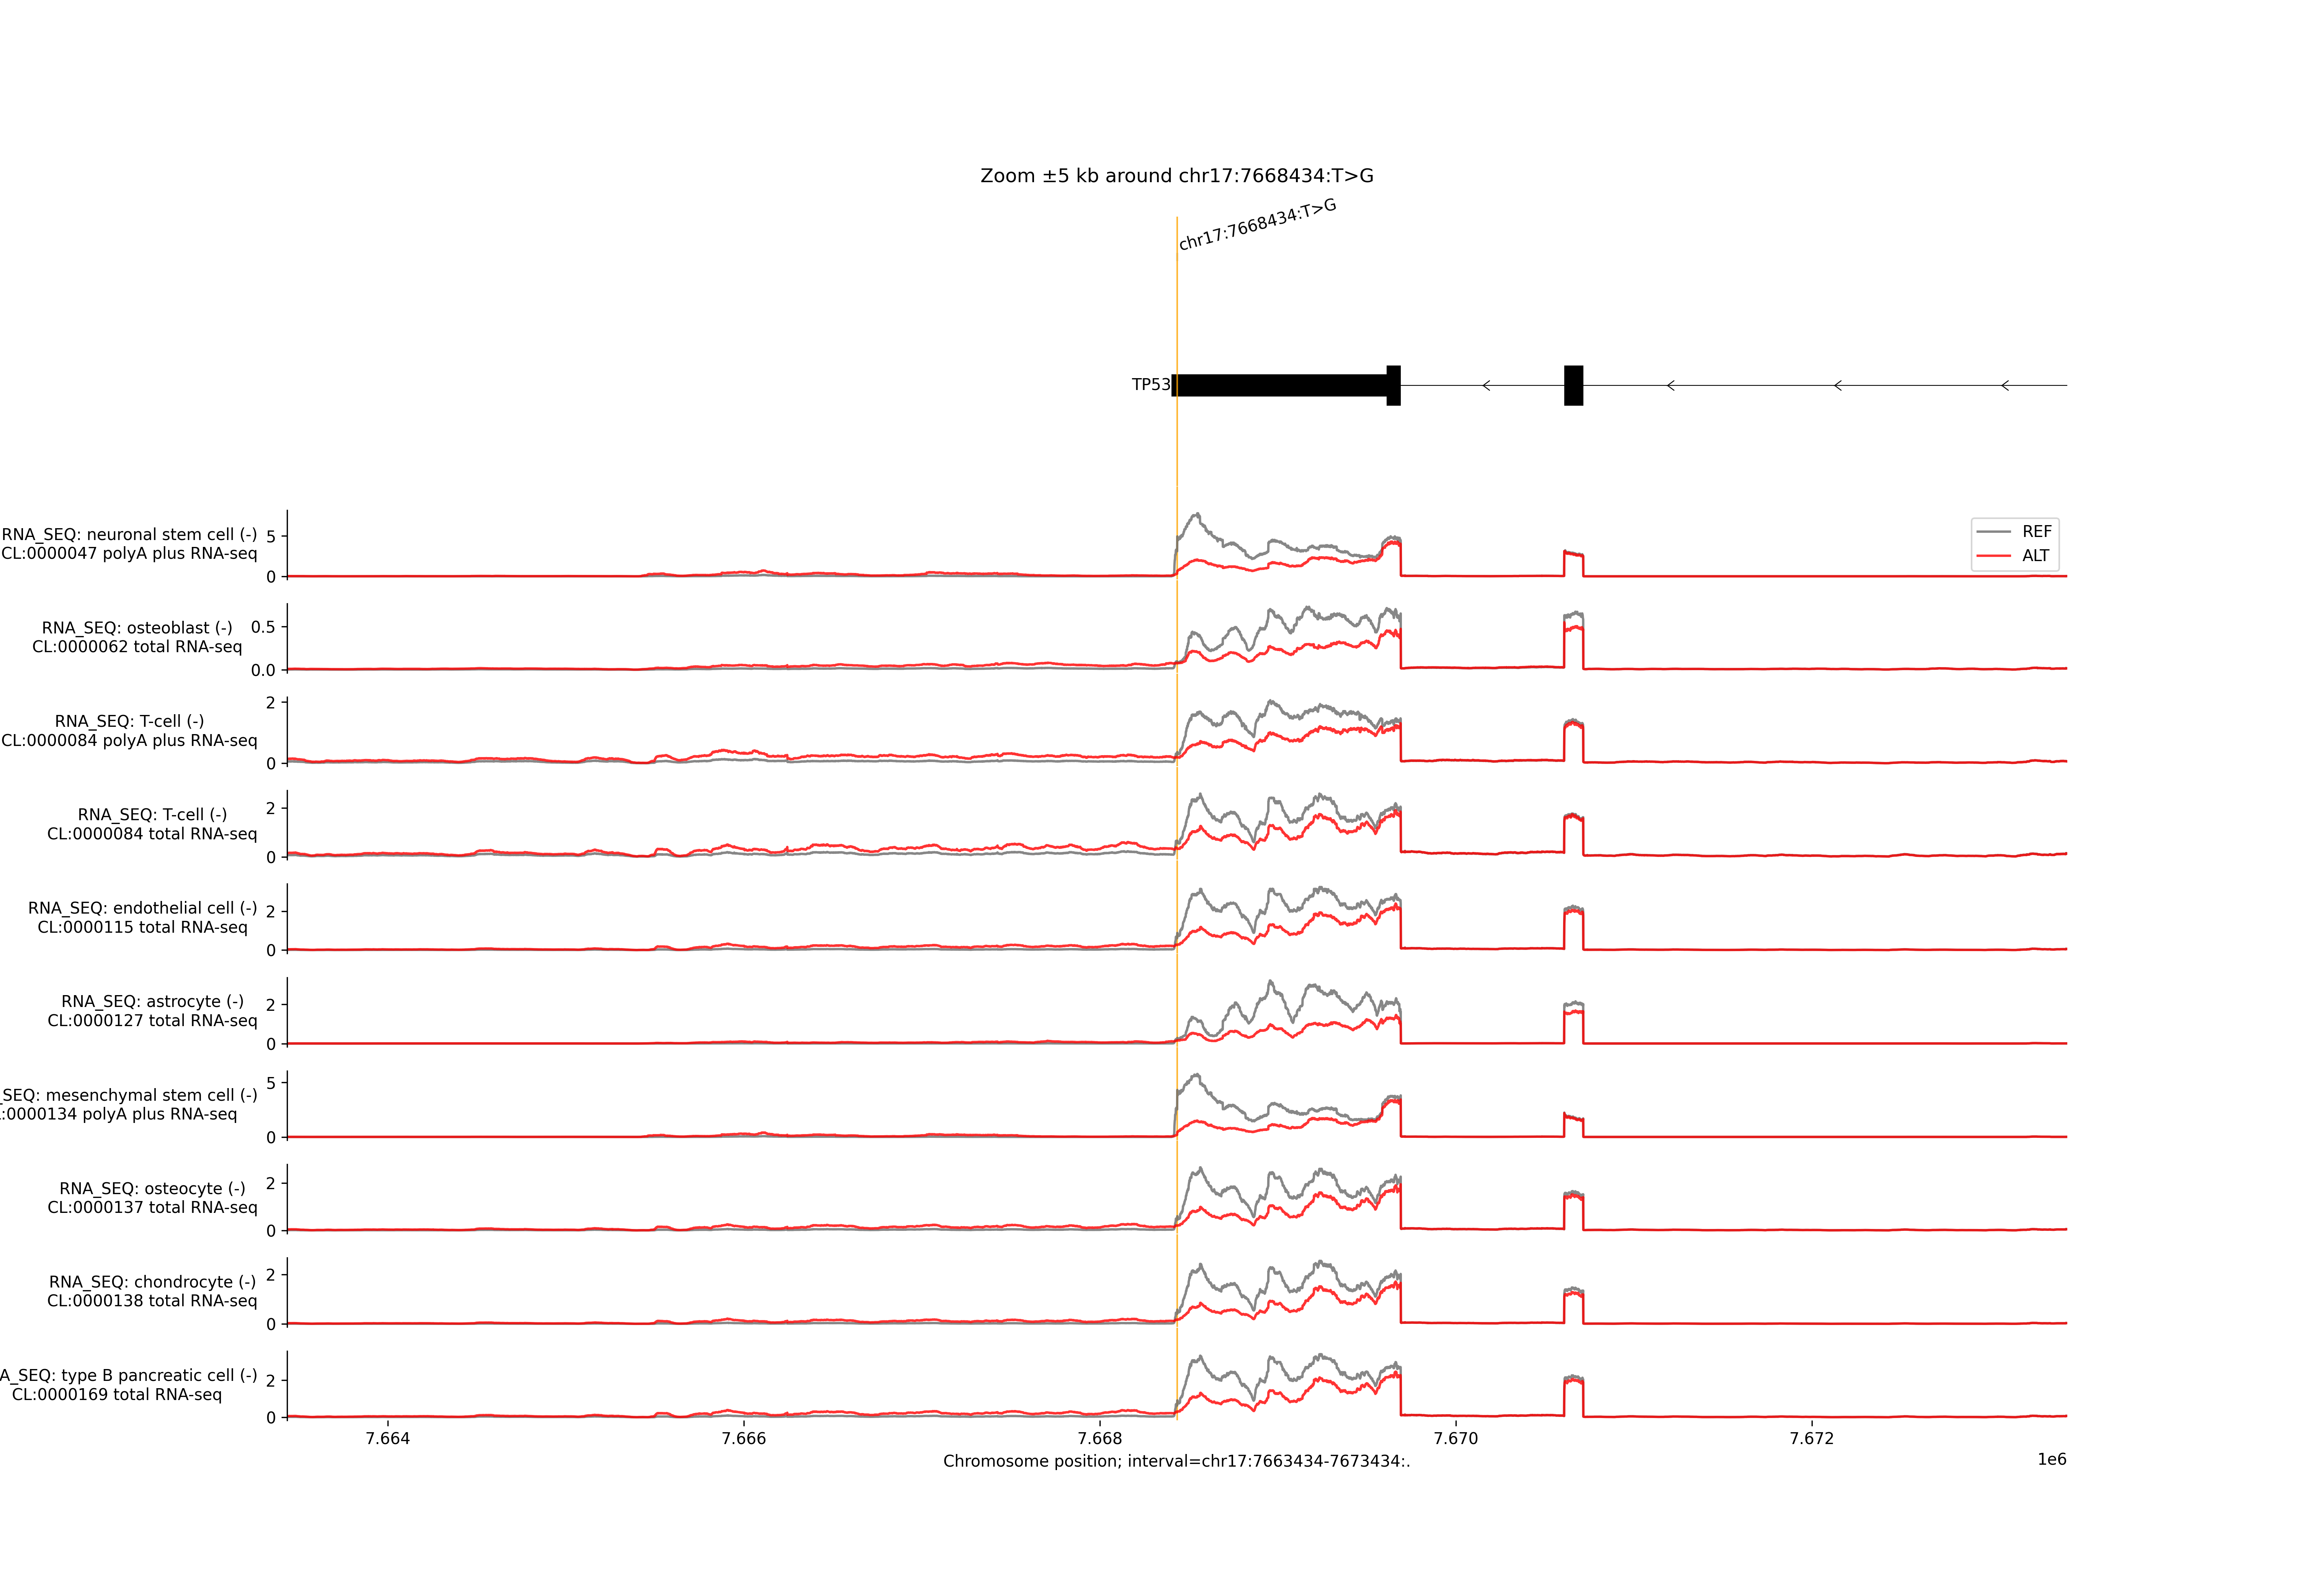 Zoom ±5 kb around chr17:7668434:T>G
chr17:7668434:T>G
TP53
RNA_SEQ: neuronal stem cell (-)
CL:0000047 polyA plus RNA-seq
5
0
REF
ALT
RNA_SEQ: osteoblast (-)
CL:0000062 total RNA-seq
0.5
0.0
RNA_SEQ: T-cell (-)
CL:0000084 polyA plus RNA-seq
2
0
RNA_SEQ: T-cell (-)
CL:0000084 total RNA-seq
2
0
RNA_SEQ: endothelial cell (-)
CL:0000115 total RNA-seq
2
0
RNA_SEQ: astrocyte (-)
CL:0000127 total RNA-seq
2
0
_SEQ: mesenchymal stem cell (-)
:0000134 polyA plus RNA-seq
5
0
RNA_SEQ: osteocyte (-)
CL:0000137 total RNA-seq
2
0
RNA_SEQ: chondrocyte (-)
CL:0000138 total RNA-seq
2
0
A_SEQ: type B pancreatic cell (-)
CL:0000169 total RNA-seq
2
0
7.664 7.666 7.668 7.670 7.672
1e6
Chromosome position; interval=chr17:7663434-7673434:.